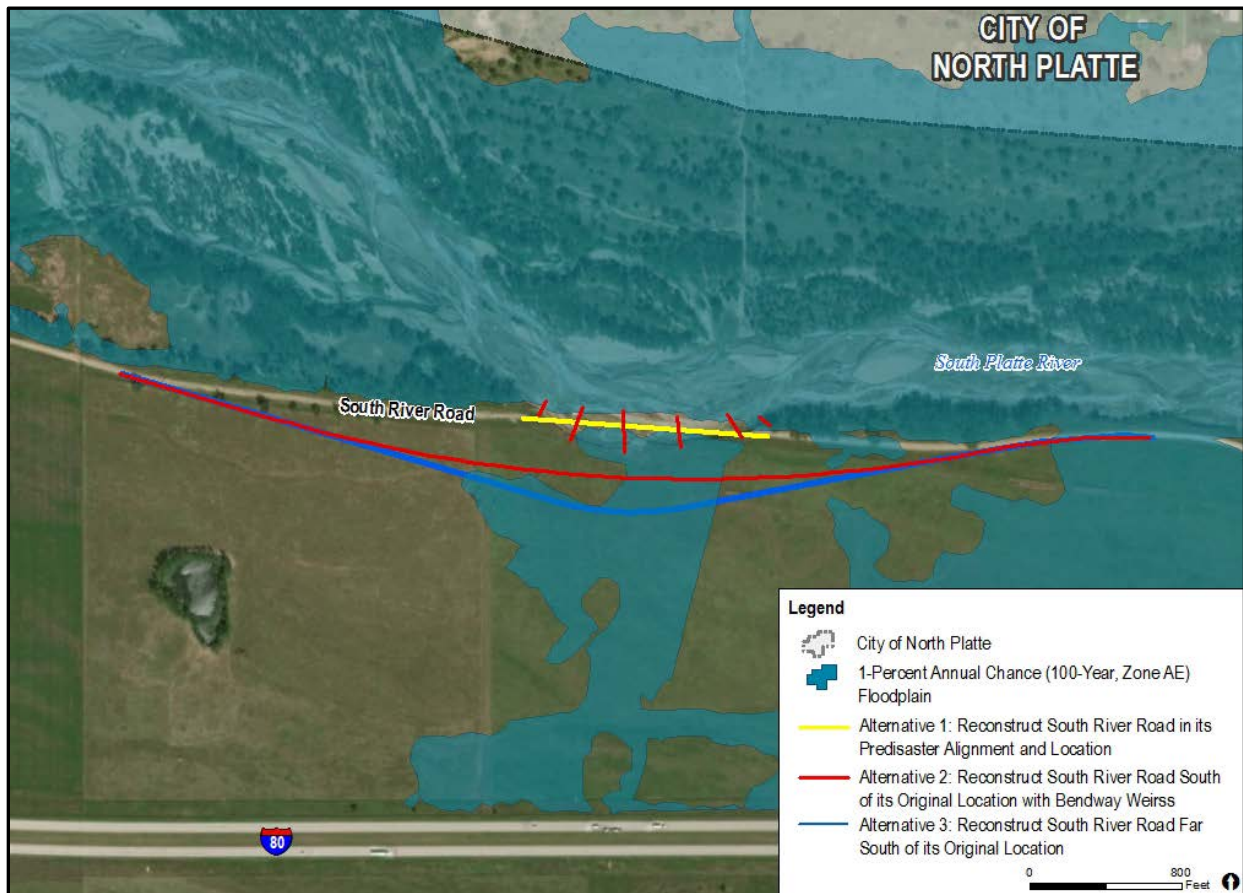 CITY OF
NORTH PLATTE
South Platte River
South River Road
Legend
City of North Platte
1-Percent Annual Chance (100-Year, Zone AE)
Floodplain
Alternative 1: Reconstruct South River Road in its
Predisaster Alignment and Location
Alternative 2: Reconstruct South River Road South
of its Original Location with Bendway Weirss
Alternative 3: Reconstruct South River Road Far
South of its Original Location
80
0 800
Feet